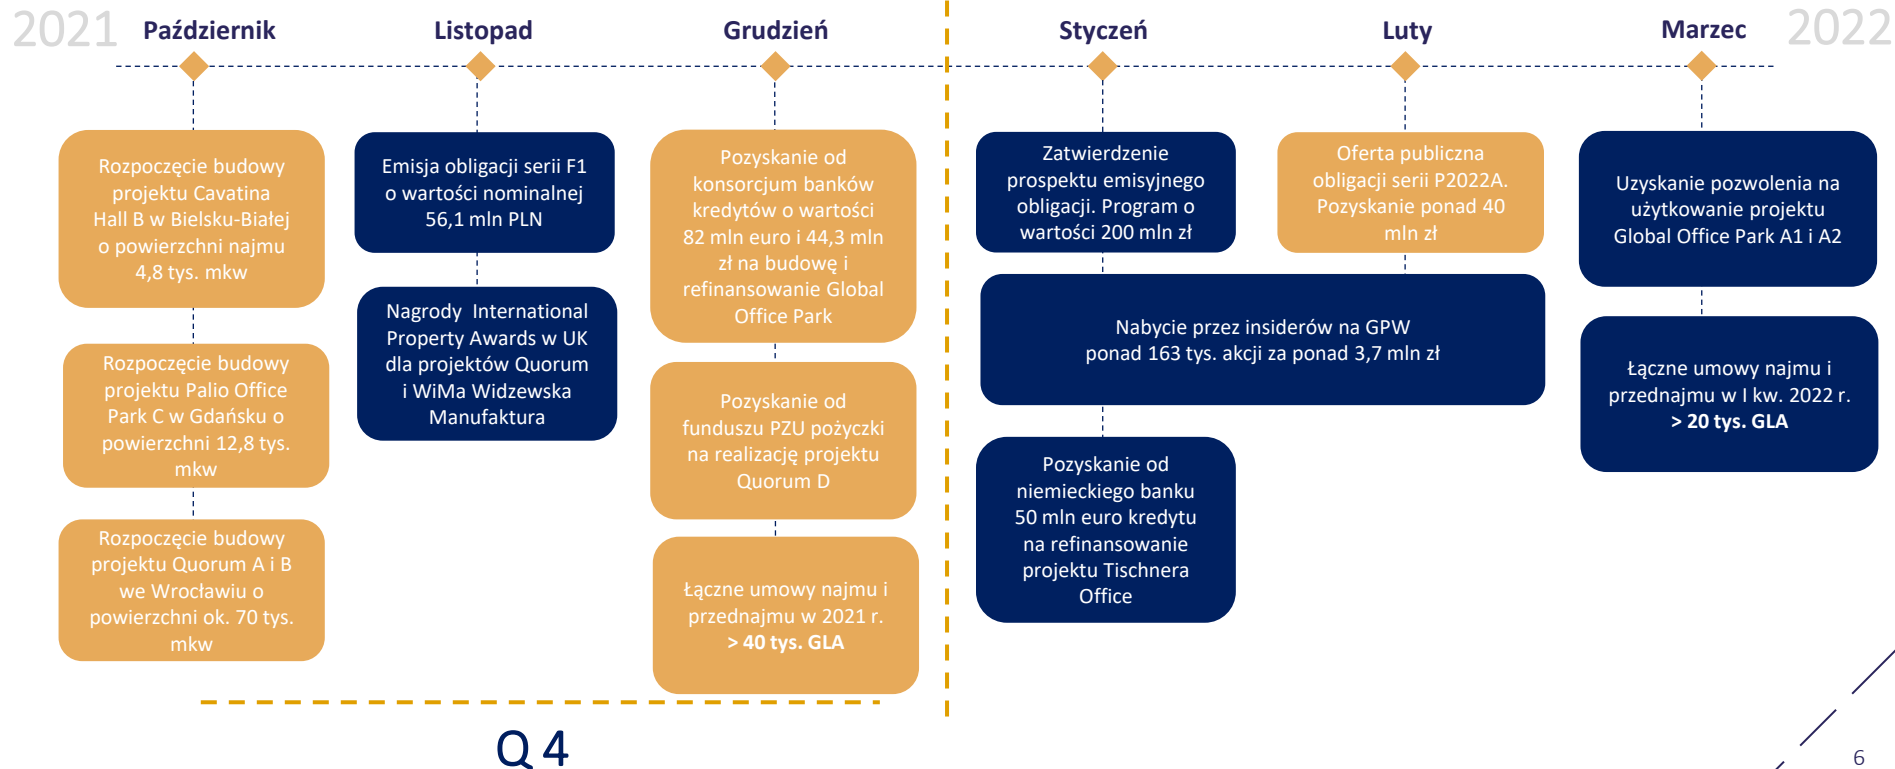 2021
Październik
Listopad
Grudzień
Styczeń
Luty
Marzec
2022
Rozpoczęcie budowy
projektu Cavatina
Hall B w Bielsku-Białej
o powierzchni najmu
4,8 tys. mkw
Rozpoczęcie budowy
projektu Palio Office
Park C w Gdańsku o
powierzchni 12,8 tys.
mkw
Rozpoczęcie budowy
projektu Quorum A i B
we Wrocławiu o
powierzchni ok. 70 tys.
mkw
Emisja obligacji serii F1
o wartości nominalnej
56,1 mln PLN
Nagrody International
Property Awards w UK
dla projektów Quorum
i WiMa Widzewska
Manufaktura
Pozyskanie od
konsorcjum banków
kredytów o wartości
82 mln euro i 44,3 mln
zł na budowę i
refinansowanie Global
Office Park
Pozyskanie od
funduszu PZU pożyczki
na realizację projektu
Quorum D
Łączne umowy najmu i
przednajmu w 2021 r.
> 40 tys. GLA
Zatwierdzenie
prospektu emisyjnego
obligacji. Program o
wartości 200 mln zł
Oferta publiczna
obligacji serii P2022A.
Pozyskanie ponad 40
mln zł
Nabycie przez insiderów na GPW
ponad 163 tys. akcji za ponad 3,7 mln zł
Pozyskanie od
niemieckiego banku
50 mln euro kredytu
na refinansowanie
projektu Tischnera
Office
Uzyskanie pozwolenia na
użytkowanie projektu
Global Office Park A1 i A2
Łączne umowy najmu i
przednajmu w I kw. 2022 r.
> 20 tys. GLA
Q 4
6